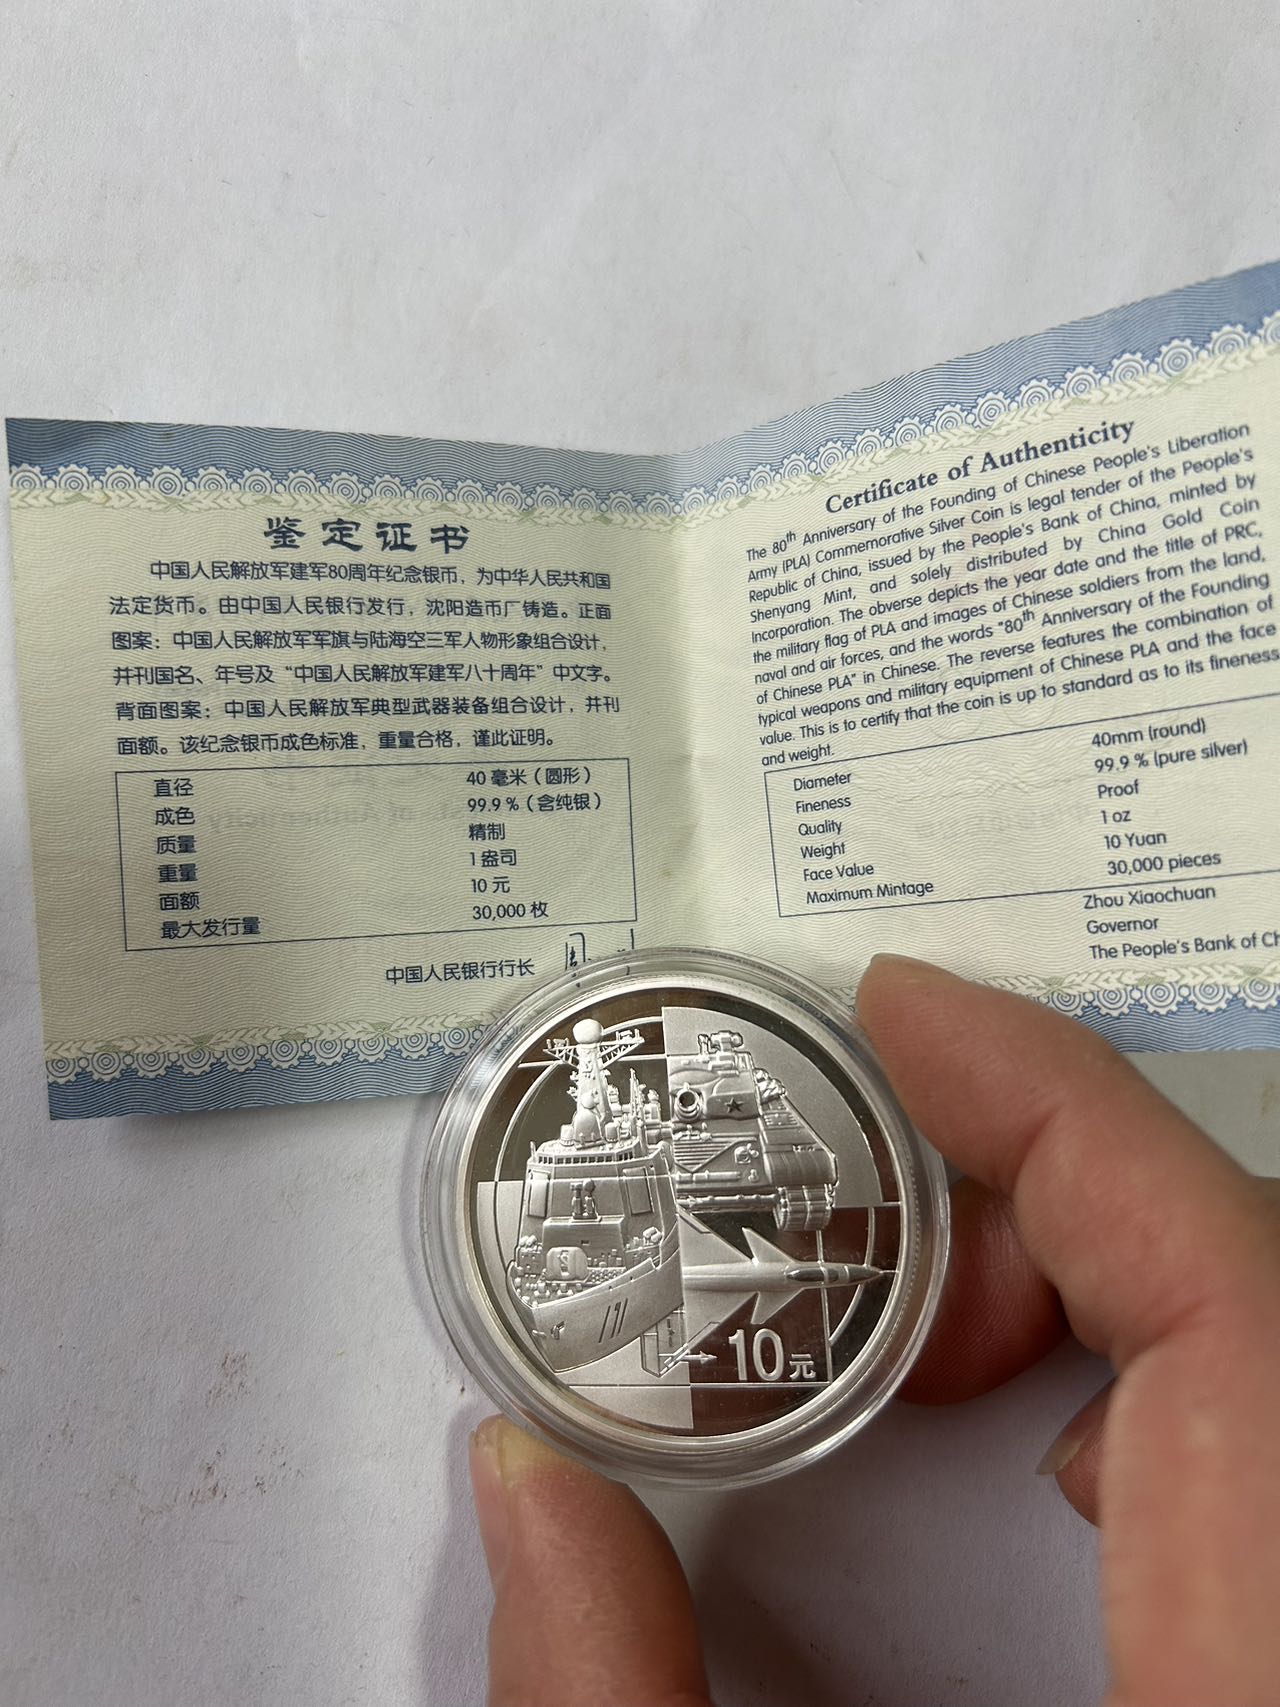 鉴定证书
中国人民解放军建军80周年纪念银币，为中华人民共和国
法定货币。由中国人民银行发行，沈阳造币厂铸造。正面
图案：中国人民解放军军旗与陆海空三军人物形象组合设计，
并刊国名、年号及“中国人民解放军建军八十周年”中文字。
背面图案：中国人民解放军典型武器装备组合设计，并刊
面额。该纪念银币成色标准，重量合格，谨此证明。
直径 40 毫米（圆形）
成色 99.9 %（含纯银）
质量 精制
重量 1 盎司
面额 10 元
最大发行量 30,000 枚
中国人民银行行长
Certificate of Authenticity
The 80th Anniversary of the Founding of Chinese People's Liberation
Army (PLA) Commemorative Silver Coin is legal tender of the People's
Republic of China, issued by the People's Bank of China, minted by
Shenyang Mint, and solely distributed by China Gold Coin
Incorporation. The obverse depicts the year date and the title of PRC,
the military flag of PLA and images of Chinese soldiers from the land,
naval and air forces, and the words "80th Anniversary of the Founding
of Chinese PLA" in Chinese. The reverse features the combination of
typical weapons and military equipment of Chinese PLA and the face
value. This is to certify that the coin is up to standard as to its fineness
and weight.
Diameter 40mm (round)
Fineness 99.9 % (pure silver)
Quality Proof
Weight 1 oz
Face Value 10 Yuan
Maximum Mintage 30,000 pieces
Zhou Xiaochuan
Governor
The People's Bank of Ch
10元